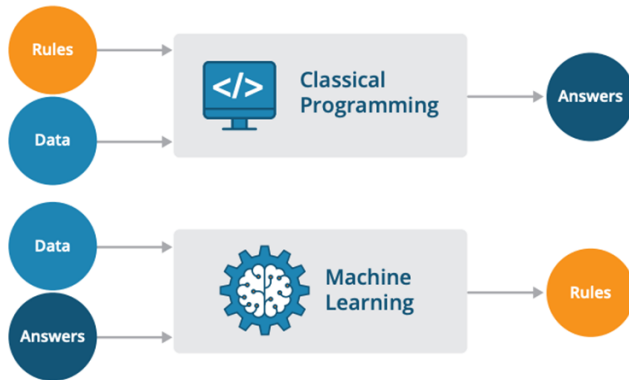 Rules
Data
</>
Classical
Programming
Answers
Data
Answers
Machine
Learning
Rules